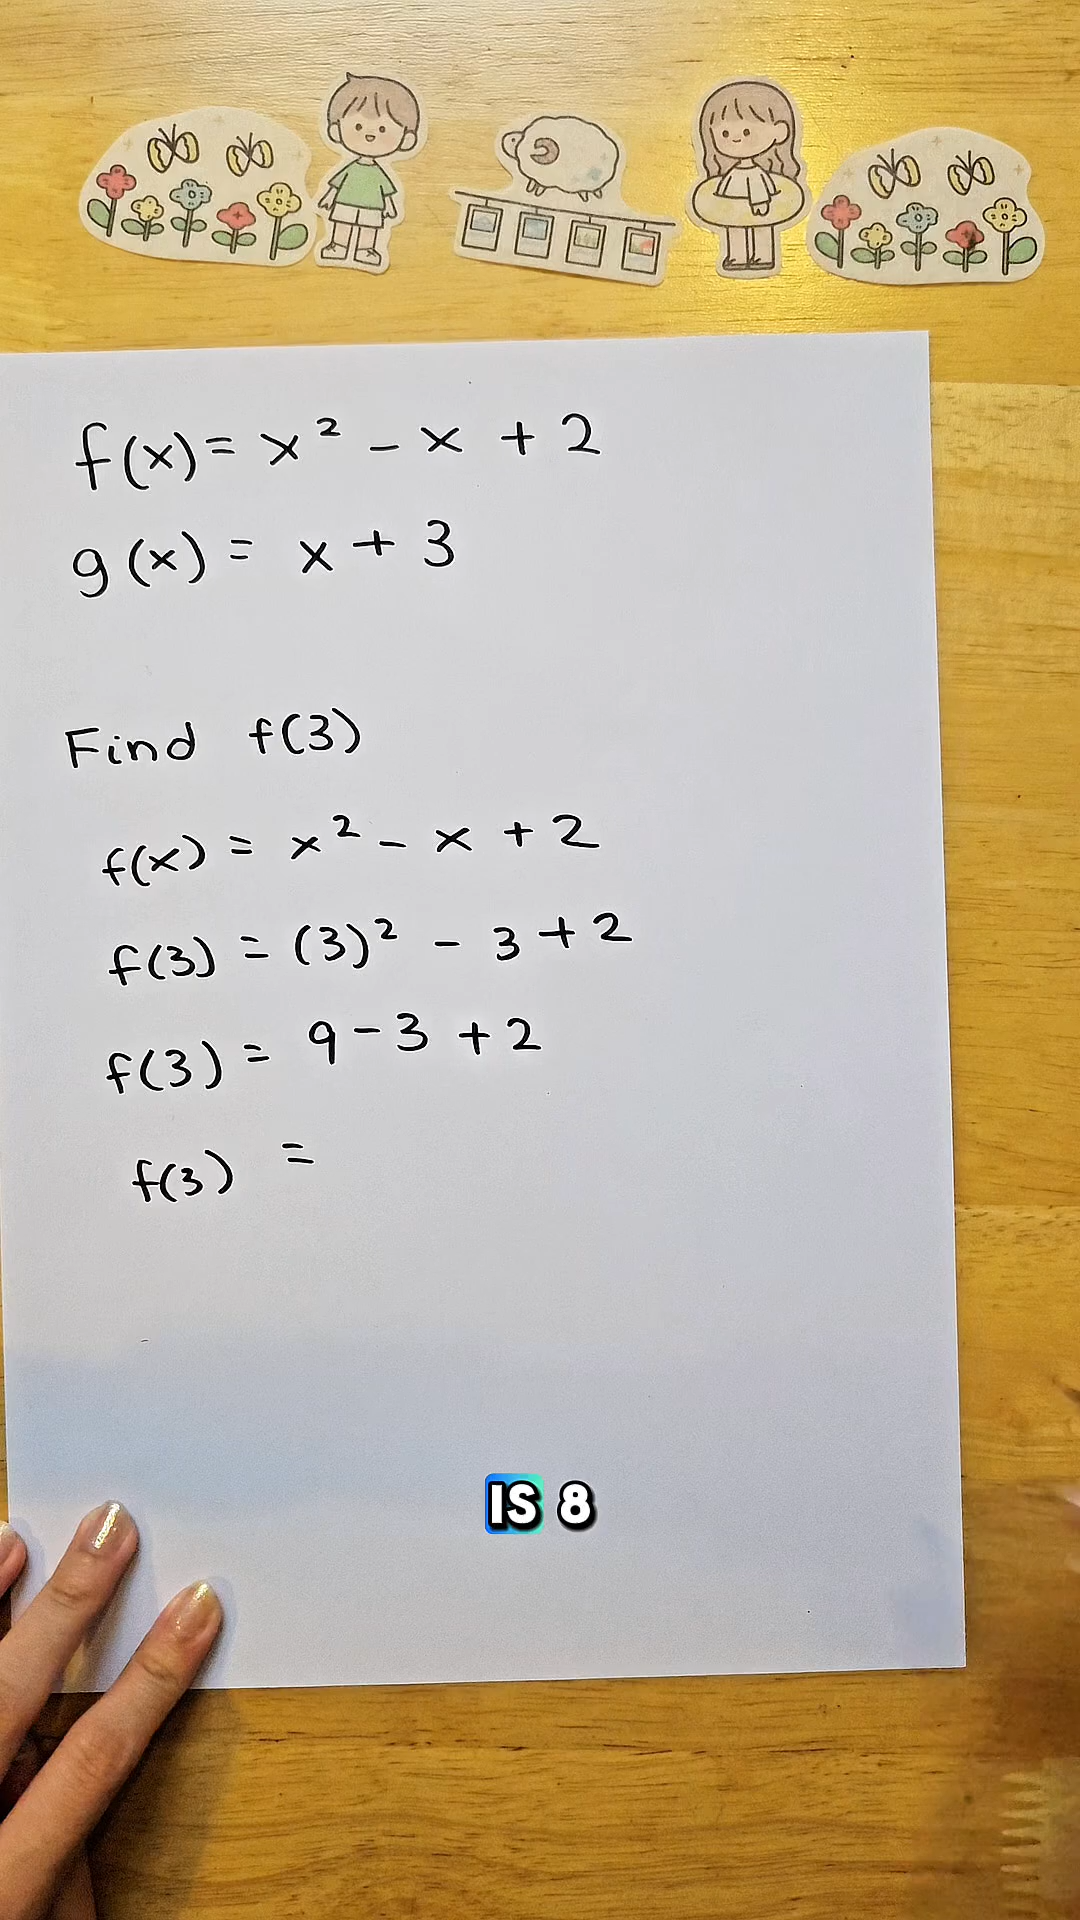 f(x) = x² - x + 2
g(x) = x + 3
Find f(3)
f(x) = x² - x + 2
f(3) = (3)² - 3 + 2
f(3) = 9 - 3 + 2
f(3) =
IS 8